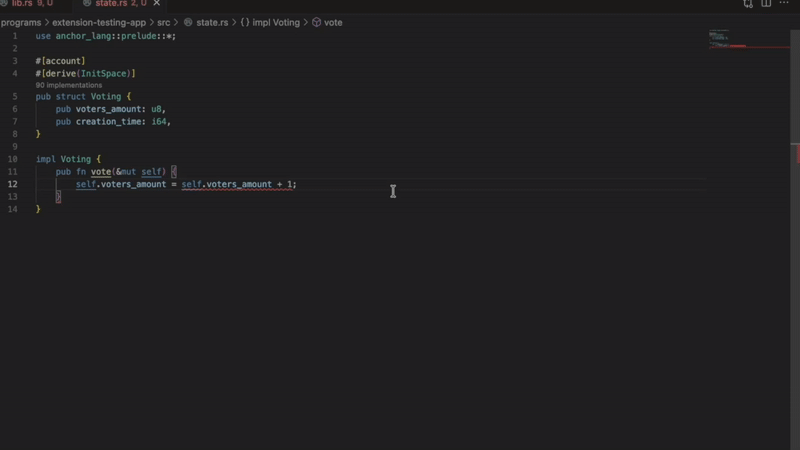 lib.rs 9, U state.rs 2, U
programs > extension-testing-app > src > state.rs > {} impl Voting > vote
1 use anchor_lang::prelude::*;
2
3 #[account]
4 #[derive(InitSpace)]
90 implementations
5 pub struct Voting {
6 pub voters_amount: u8,
7 pub creation_time: i64,
8 }
9
10 impl Voting {
11 pub fn vote(&mut self) {
12 self.voters_amount = self.voters_amount + 1;
13 }
14 }